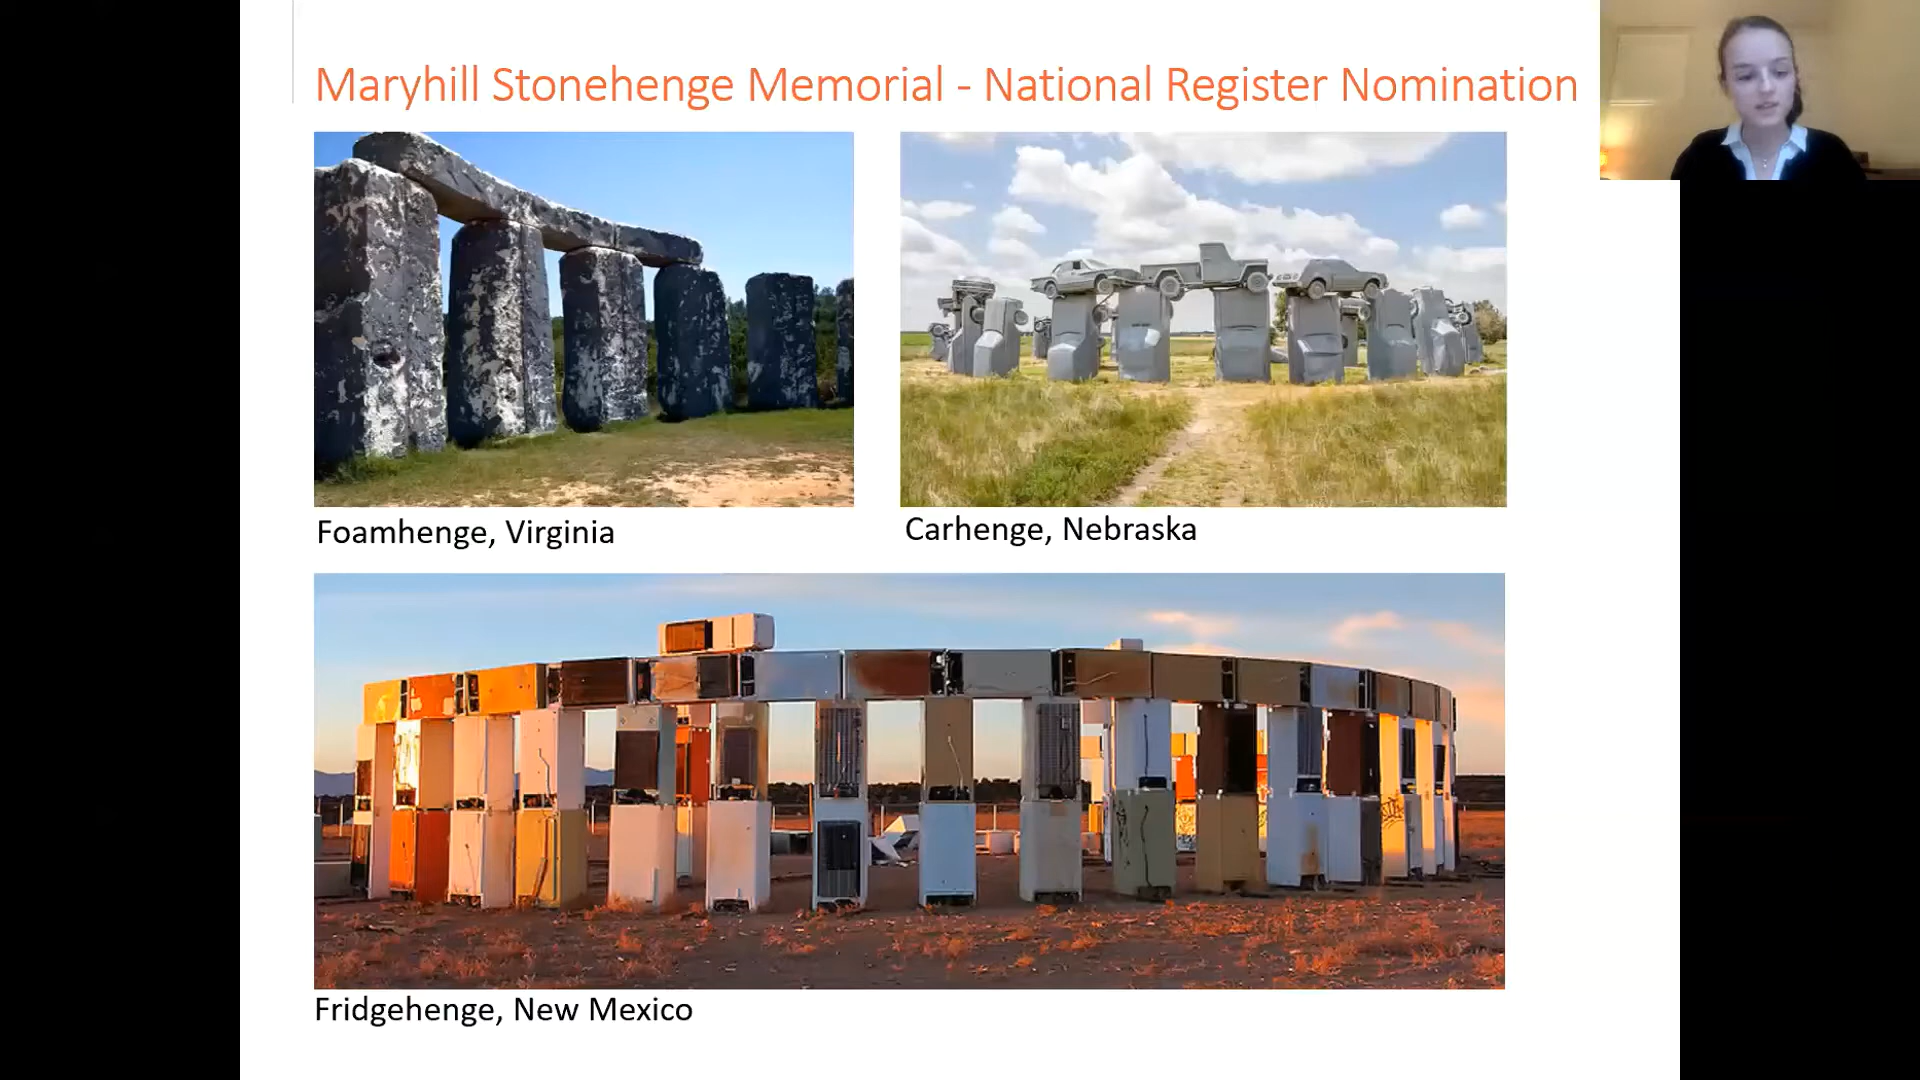 Maryhill Stonehenge Memorial - National Register Nomination
Foamhenge, Virginia
Carhenge, Nebraska
Fridgehenge, New Mexico